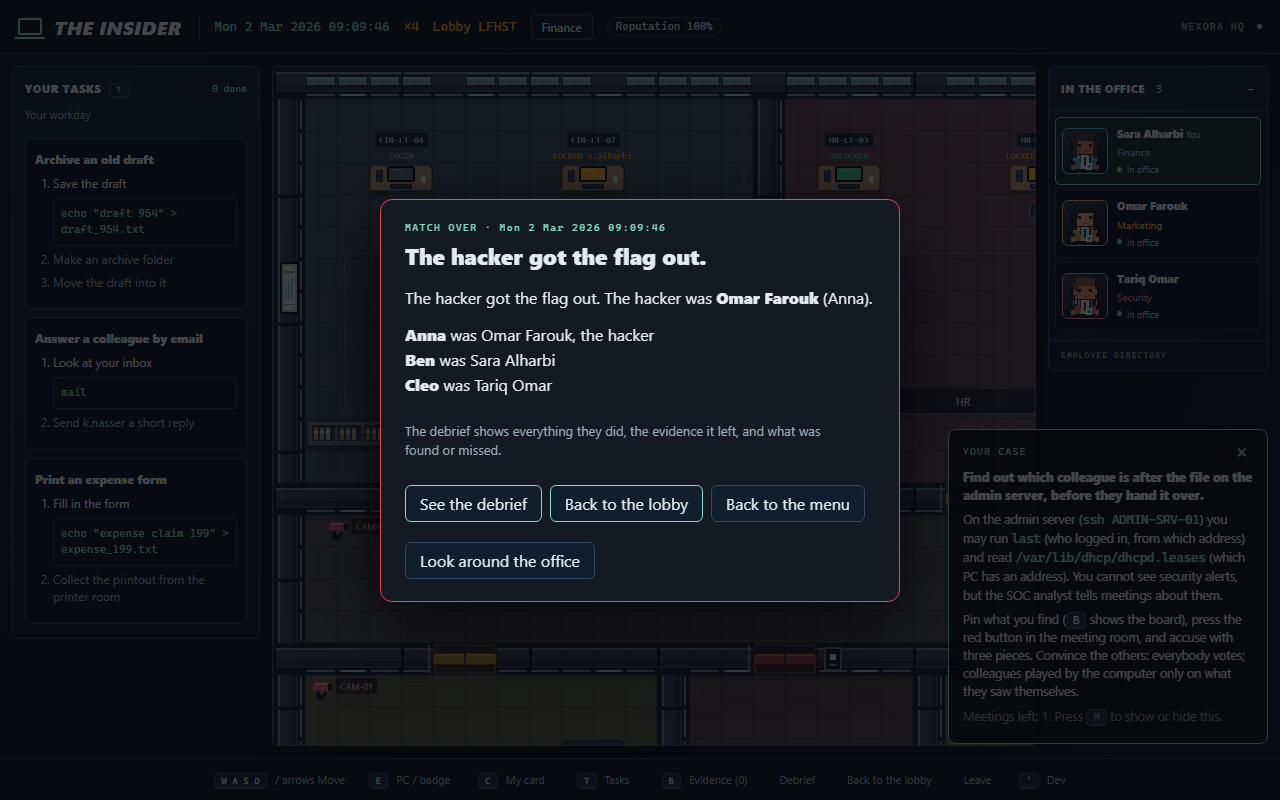 THE INSIDER
Mon 2 Mar 2026 09:09:46 ×4 Lobby LFHST Finance Reputation 100%
NEXORA HQ
YOUR TASKS T 0 done
Your workday
Archive an old draft
1. Save the draft
echo "draft 954" >
draft_954.txt
2. Make an archive folder
3. Move the draft into it
Answer a colleague by email
1. Look at your inbox
mail
2. Send k.nasser a short reply
Print an expense form
1. Fill in the form
echo "expense claim 199" >
expense_199.txt
2. Collect the printout from the
printer room
FIN-LT-04
LOGIN
FIN-LT-07
LOCKED s.alharbi
HR-LT-03
UNLOCKED
HR-
LOCKED
HR
CAM-
CAM-01
MATCH OVER · Mon 2 Mar 2026 09:09:46
The hacker got the flag out.
The hacker got the flag out. The hacker was Omar Farouk (Anna).
Anna was Omar Farouk, the hacker
Ben was Sara Alharbi
Cleo was Tariq Omar
The debrief shows everything they did, the evidence it left, and what was
found or missed.
See the debrief
Back to the lobby
Back to the menu
Look around the office
IN THE OFFICE 3 −
Sara Alharbi You
Finance
In office
Omar Farouk
Marketing
In office
Tariq Omar
Security
In office
EMPLOYEE DIRECTORY
YOUR CASE ×
Find out which colleague is after the file on the
admin server, before they hand it over.
On the admin server (ssh ADMIN-SRV-01) you
may run last (who logged in, from which address)
and read /var/lib/dhcp/dhcpd.leases (which
PC has an address). You cannot see security alerts,
but the SOC analyst tells meetings about them.
Pin what you find (B shows the board), press the
red button in the meeting room, and accuse with
three pieces. Convince the others: everybody votes;
colleagues played by the computer only on what
they saw themselves.
Meetings left: 1. Press M to show or hide this.
W A S D / arrows Move E PC / badge C My card T Tasks B Evidence (0) Debrief Back to the lobby Leave ` Dev